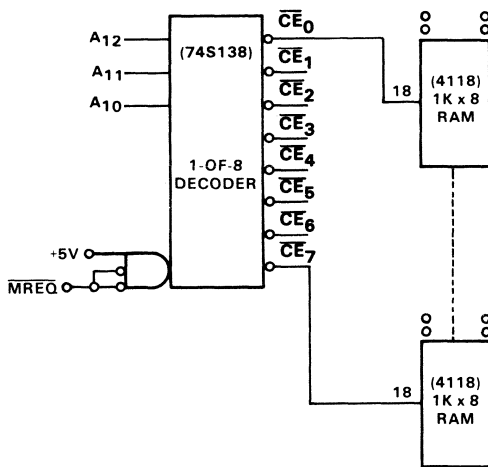 A12
A11
A10
(74S138)
1-OF-8
DECODER
+5V
MREQ
CE0
CE1
CE2
CE3
CE4
CE5
CE6
CE7
18
(4118)
1K x 8
RAM
18
(4118)
1K x 8
RAM